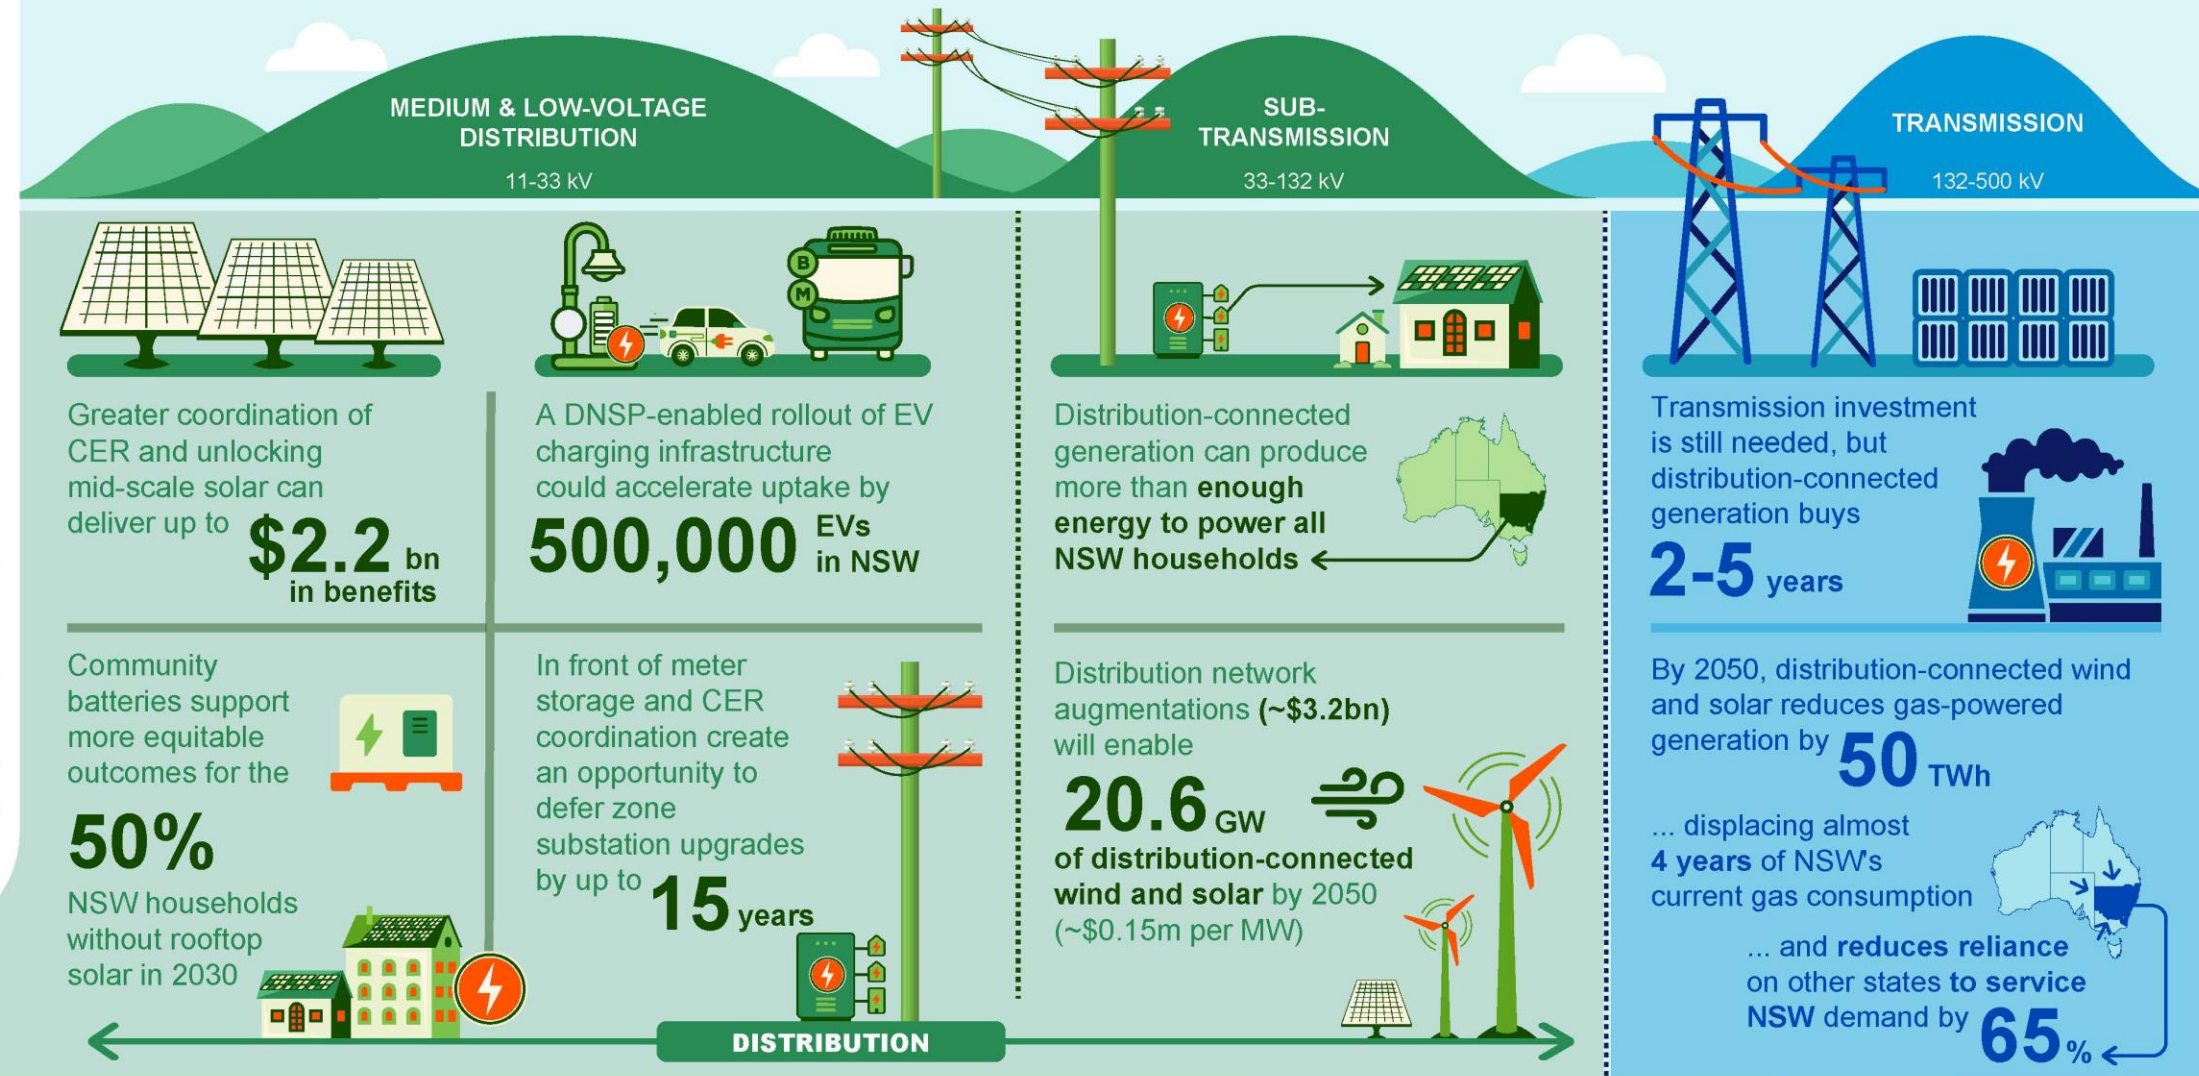 MEDIUM & LOW-VOLTAGE
DISTRIBUTION
11-33 kV
SUB-
TRANSMISSION
33-132 kV
TRANSMISSION
132-500 kV
Greater coordination of
CER and unlocking
mid-scale solar can
deliver up to $2.2 bn
in benefits
B
M
A DNSP-enabled rollout of EV
charging infrastructure
could accelerate uptake by
500,000 EVs
in NSW
Community
batteries support
more equitable
outcomes for the
50%
NSW households
without rooftop
solar in 2030
In front of meter
storage and CER
coordination create
an opportunity to
defer zone
substation upgrades
by up to 15 years
Distribution-connected
generation can produce
more than enough
energy to power all
NSW households
Distribution network
augmentations (~$3.2bn)
will enable
20.6 GW
of distribution-connected
wind and solar by 2050
(~$0.15m per MW)
DISTRIBUTION
Transmission investment
is still needed, but
distribution-connected
generation buys
2-5 years
By 2050, distribution-connected wind
and solar reduces gas-powered
generation by 50 TWh
... displacing almost
4 years of NSW's
current gas consumption
... and reduces reliance
on other states to service
NSW demand by 65%